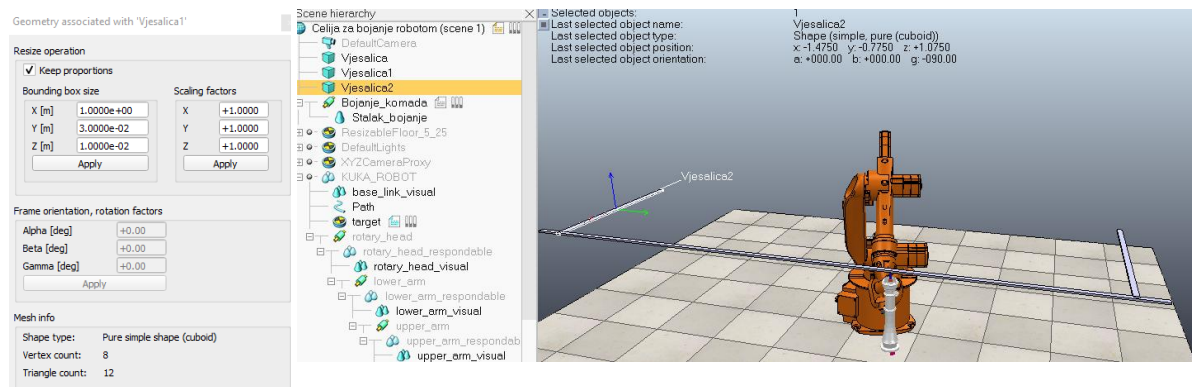 Geometry associated with 'Vjesalica1'
Resize operation
Keep proportions
Bounding box size
Scaling factors
X [m] 1.0000e+00 X +1.0000
Y [m] 3.0000e-02 Y +1.0000
Z [m] 1.0000e-02 Z +1.0000
Apply Apply
Frame orientation, rotation factors
Alpha [deg] +0.00
Beta [deg] +0.00
Gamma [deg] +0.00
Apply
Mesh info
Shape type: Pure simple shape (cuboid)
Vertex count: 8
Triangle count: 12
Scene hierarchy
Celija za bojanje robotom (scene 1)
DefaultCamera
Vjesalica
Vjesalica1
Vjesalica2
Bojanje_komada
Stalak_bojanje
ResizableFloor_5_25
DefaultLights
XYZCameraProxy
KUKA_ROBOT
base_link_visual
Path
target
rotary_head
rotary_head_respondable
rotary_head_visual
lower_arm
lower_arm_respondable
lower_arm_visual
upper_arm
upper_arm_respondab
upper_arm_visual
Selected objects: 1
Last selected object name: Vjesalica2
Last selected object type: Shape (simple, pure (cuboid)
Last selected object position: x: -1.4750 y: -0.7750 z: +1.0750
Last selected object orientation: a: +000.00 b: +000.00 g: -090.00
Vjesalica2